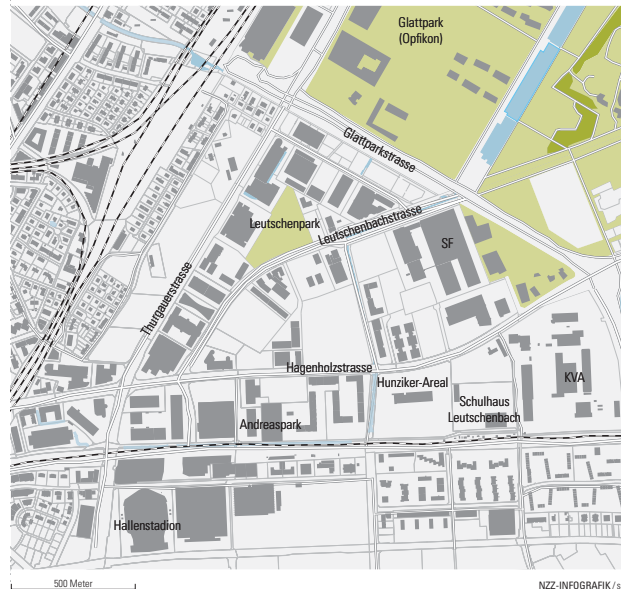 Glattpark
(Opfikon)
Glattparkstrasse
Leutschenpark
Leutschenbachstrasse
SF
Thurgauerstrasse
Hagenholzstrasse
Hunziker-Areal
KVA
Schulhaus
Leutschenbach
Andreaspark
Hallenstadion
500 Meter
NZZ-INFOGRAFIK / s